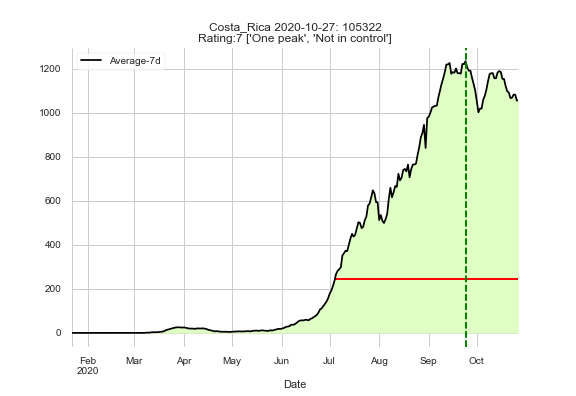 Costa_Rica 2020-10-27: 105322
Rating:7 ['One peak', 'Not in control']
Average-7d
1200
1000
800
600
400
200
0
Feb Mar Apr May Jun Jul Aug Sep Oct
2020
Date